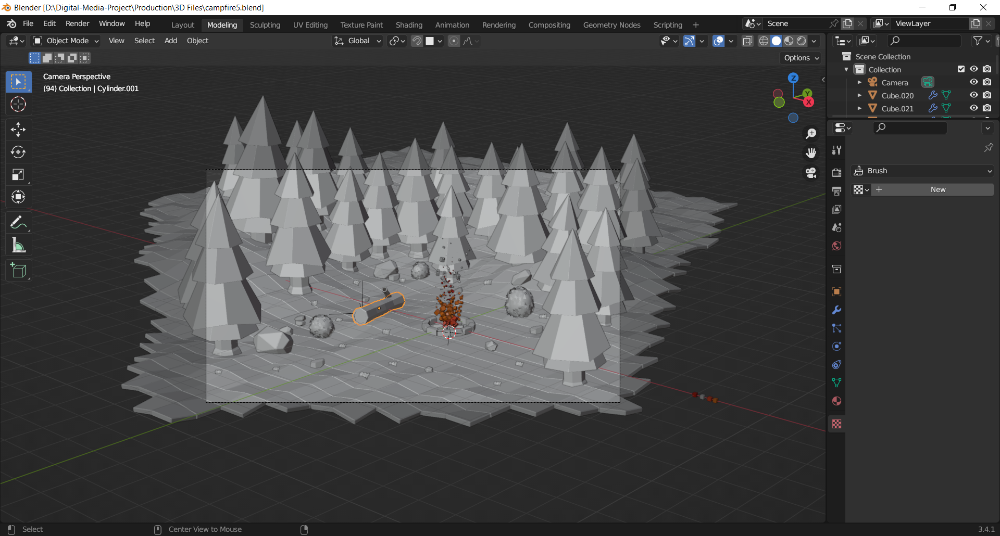 Blender [D:\Digital-Media-Project\Production\3D Files\campfire5.blend]
File Edit Render Window Help Layout Modeling Sculpting UV Editing Texture Paint Shading Animation Rendering Compositing Geometry Nodes Scripting + Scene ViewLayer
Object Mode View Select Add Object Global
Options
Camera Perspective
(94) Collection | Cylinder.001
Z
Y
X
Scene Collection
Collection
Camera
Cube.020
Cube.021
Brush
+ New
Select Center View to Mouse 3.4.1